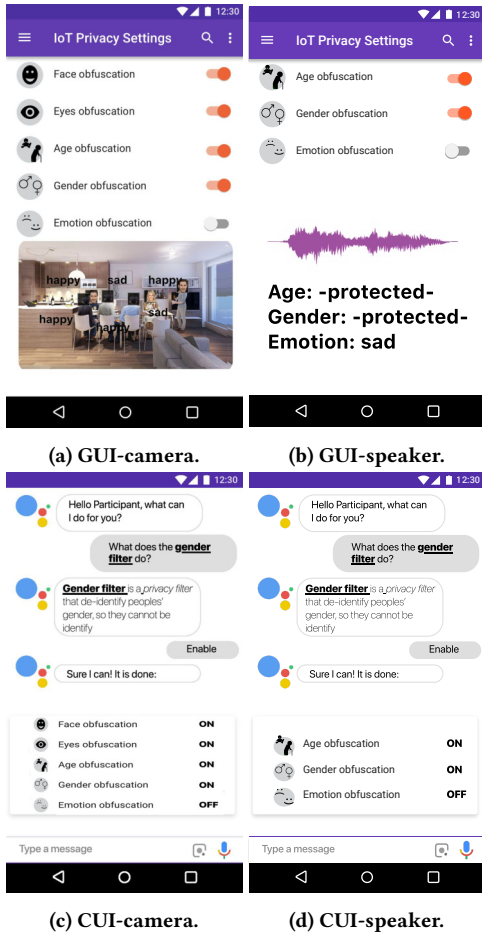 12:30
IoT Privacy Settings
Face obfuscation
Eyes obfuscation
Age obfuscation
Gender obfuscation
Emotion obfuscation
happy sad happy
happy happy sad
(a) GUI-camera.
12:30
IoT Privacy Settings
Age obfuscation
Gender obfuscation
Emotion obfuscation
Age: -protected-
Gender: -protected-
Emotion: sad
(b) GUI-speaker.
12:30
Hello Participant, what can
I do for you?
What does the gender
filter do?
Gender filter is a privacy filter
that de-identify peoples'
gender, so they cannot be
identify
Enable
Sure I can! It is done:
Face obfuscation ON
Eyes obfuscation ON
Age obfuscation ON
Gender obfuscation ON
Emotion obfuscation OFF
Type a message
(c) CUI-camera.
12:30
Hello Participant, what can
I do for you?
What does the gender
filter do?
Gender filter is a privacy filter
that de-identify peoples'
gender, so they cannot be
identify
Enable
Sure I can! It is done:
Age obfuscation ON
Gender obfuscation ON
Emotion obfuscation OFF
Type a message
(d) CUI-speaker.